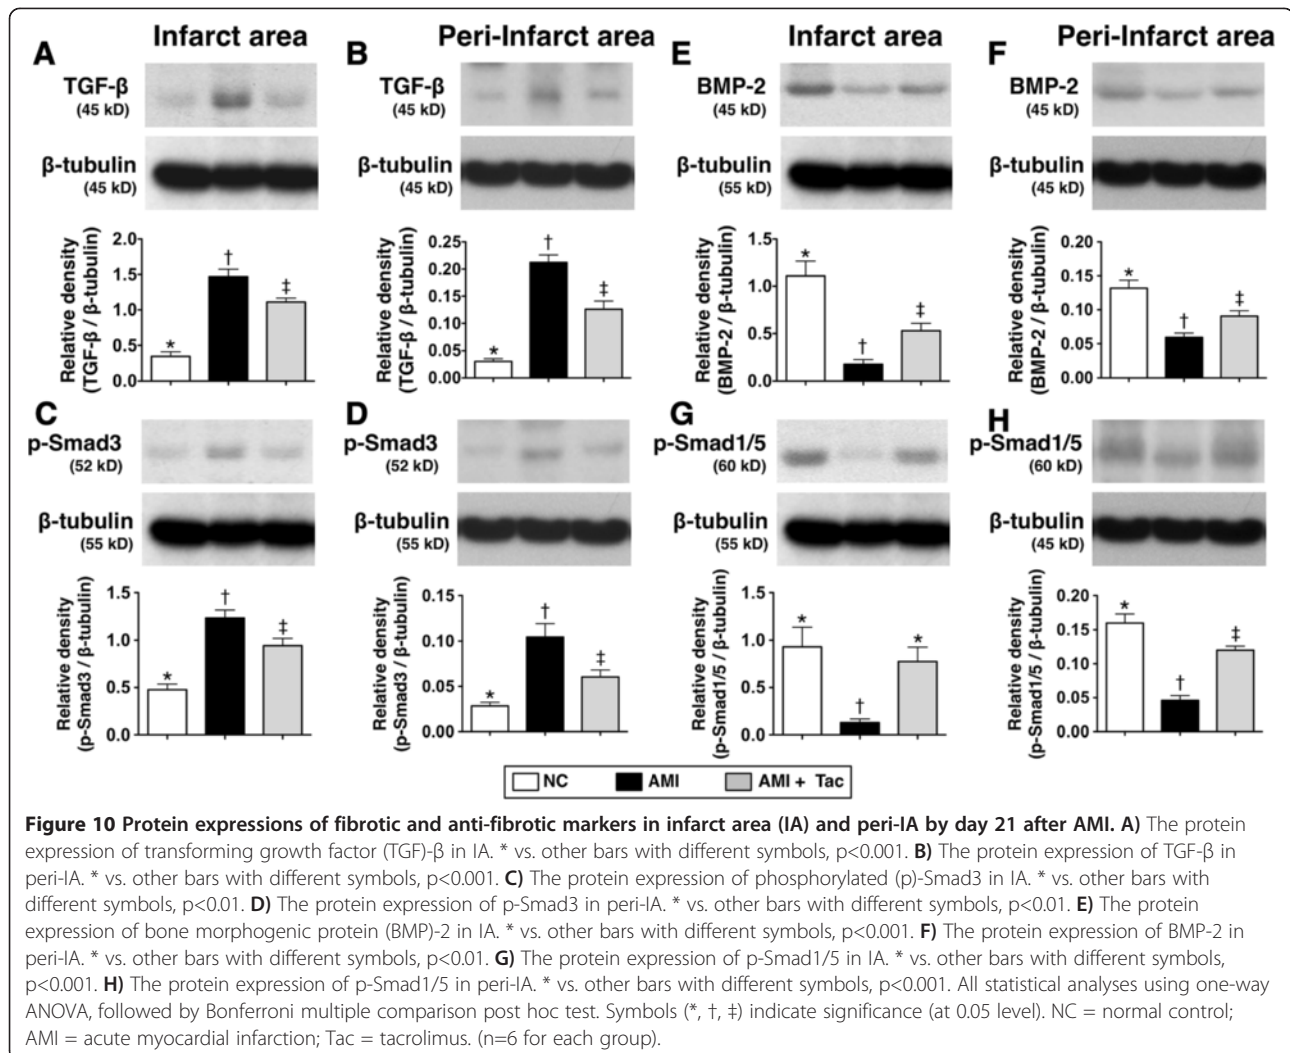 A Infarct area
TGF-β
(45 kD)
β-tubulin
(45 kD)
Relative density
(TGF-β / β-tubulin)
2.0
1.5
1.0
0.5
0.0
*
†
‡
B Peri-Infarct area
TGF-β
(45 kD)
β-tubulin
(45 kD)
Relative density
(TGF-β / β-tubulin)
0.25
0.20
0.15
0.10
0.05
0.00
*
†
‡
E Infarct area
BMP-2
(45 kD)
β-tubulin
(55 kD)
Relative density
(BMP-2 / β-tubulin)
1.5
1.0
0.5
0.0
*
†
‡
F Peri-Infarct area
BMP-2
(45 kD)
β-tubulin
(45 kD)
Relative density
(BMP-2 / β-tubulin)
0.20
0.15
0.10
0.05
0.00
*
†
‡
C
p-Smad3
(52 kD)
β-tubulin
(55 kD)
Relative density
(p-Smad3 / β-tubulin)
1.5
1.0
0.5
0.0
*
†
‡
D
p-Smad3
(52 kD)
β-tubulin
(55 kD)
Relative density
(p-Smad3 / β-tubulin)
0.15
0.10
0.05
0.00
*
†
‡
G
p-Smad1/5
(60 kD)
β-tubulin
(55 kD)
Relative density
(p-Smad1/5 / β-tubulin)
1.5
1.0
0.5
0.0
*
†
*
H
p-Smad1/5
(60 kD)
β-tubulin
(45 kD)
Relative density
(p-Smad1/5 / β-tubulin)
0.20
0.15
0.10
0.05
0.00
*
†
‡
NC AMI AMI + Tac
Figure 10 Protein expressions of fibrotic and anti-fibrotic markers in infarct area (IA) and peri-IA by day 21 after AMI. A) The protein
expression of transforming growth factor (TGF)-β in IA. * vs. other bars with different symbols, p<0.001. B) The protein expression of TGF-β in
peri-IA. * vs. other bars with different symbols, p<0.001. C) The protein expression of phosphorylated (p)-Smad3 in IA. * vs. other bars with
different symbols, p<0.01. D) The protein expression of p-Smad3 in peri-IA. * vs. other bars with different symbols, p<0.01. E) The protein
expression of bone morphogenic protein (BMP)-2 in IA. * vs. other bars with different symbols, p<0.001. F) The protein expression of BMP-2 in
peri-IA. * vs. other bars with different symbols, p<0.01. G) The protein expression of p-Smad1/5 in IA. * vs. other bars with different symbols,
p<0.001. H) The protein expression of p-Smad1/5 in peri-IA. * vs. other bars with different symbols, p<0.001. All statistical analyses using one-way
ANOVA, followed by Bonferroni multiple comparison post hoc test. Symbols (*, †, ‡) indicate significance (at 0.05 level). NC = normal control;
AMI = acute myocardial infarction; Tac = tacrolimus. (n=6 for each group).